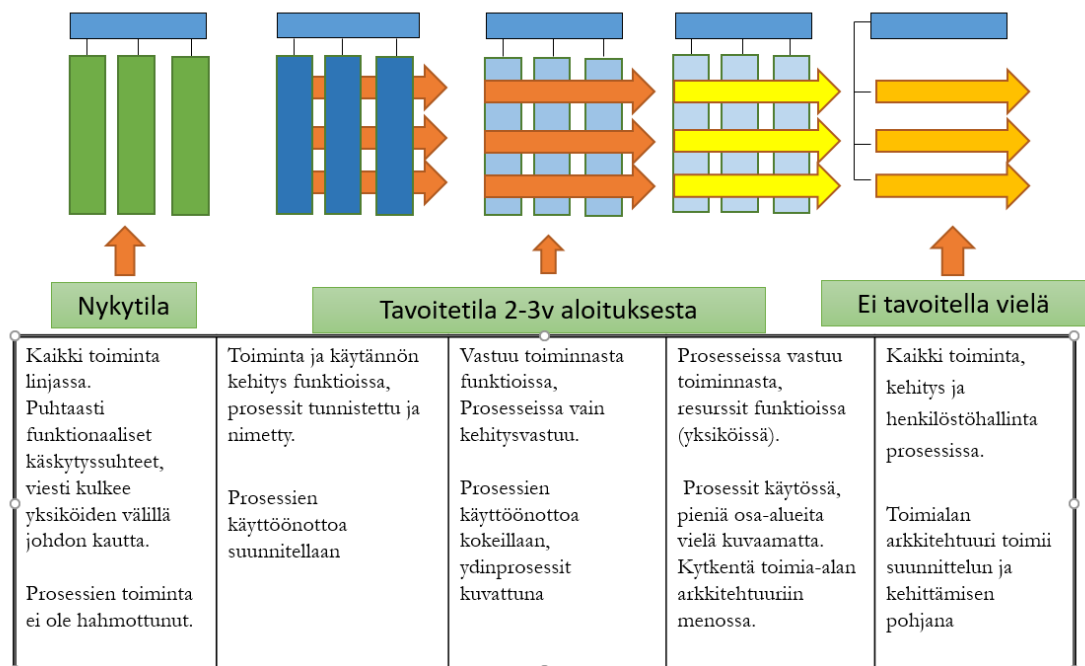 Nykytila
Tavoitetila 2-3v aloituksesta
Ei tavoitella vielä
Kaikki toiminta
linjassa.
Puhtaasti
funktionaaliset
käskytyssuhteet,
viesti kulkee
yksiköiden välillä
johdon kautta.
Prosessien toiminta
ei ole hahmottunut.
Toiminta ja käytännön
kehitys funktioissa,
prosessit tunnistettu ja
nimetty.
Prosessien
käyttöönottoa
suunnitellaan
Vastuu toiminnasta
funktioissa,
Prosesseissa vain
kehitysvastuu.
Prosessien
käyttöönottoa
kokeillaan,
ydinprosessit
kuvattuna
Prosesseissa vastuu
toiminnasta,
resurssit funktioissa
(yksiköissä).
Prosessit käytössä,
pieniä osa-alueita
vielä kuvaamatta.
Kytkentä toimia-alan
arkkitehtuuriin
menossa.
Kaikki toiminta,
kehitys ja
henkilöstöhallinta
prosessissa.
Toimialan
arkkitehtuuri toimii
suunnittelun ja
kehittämisen
pohjana